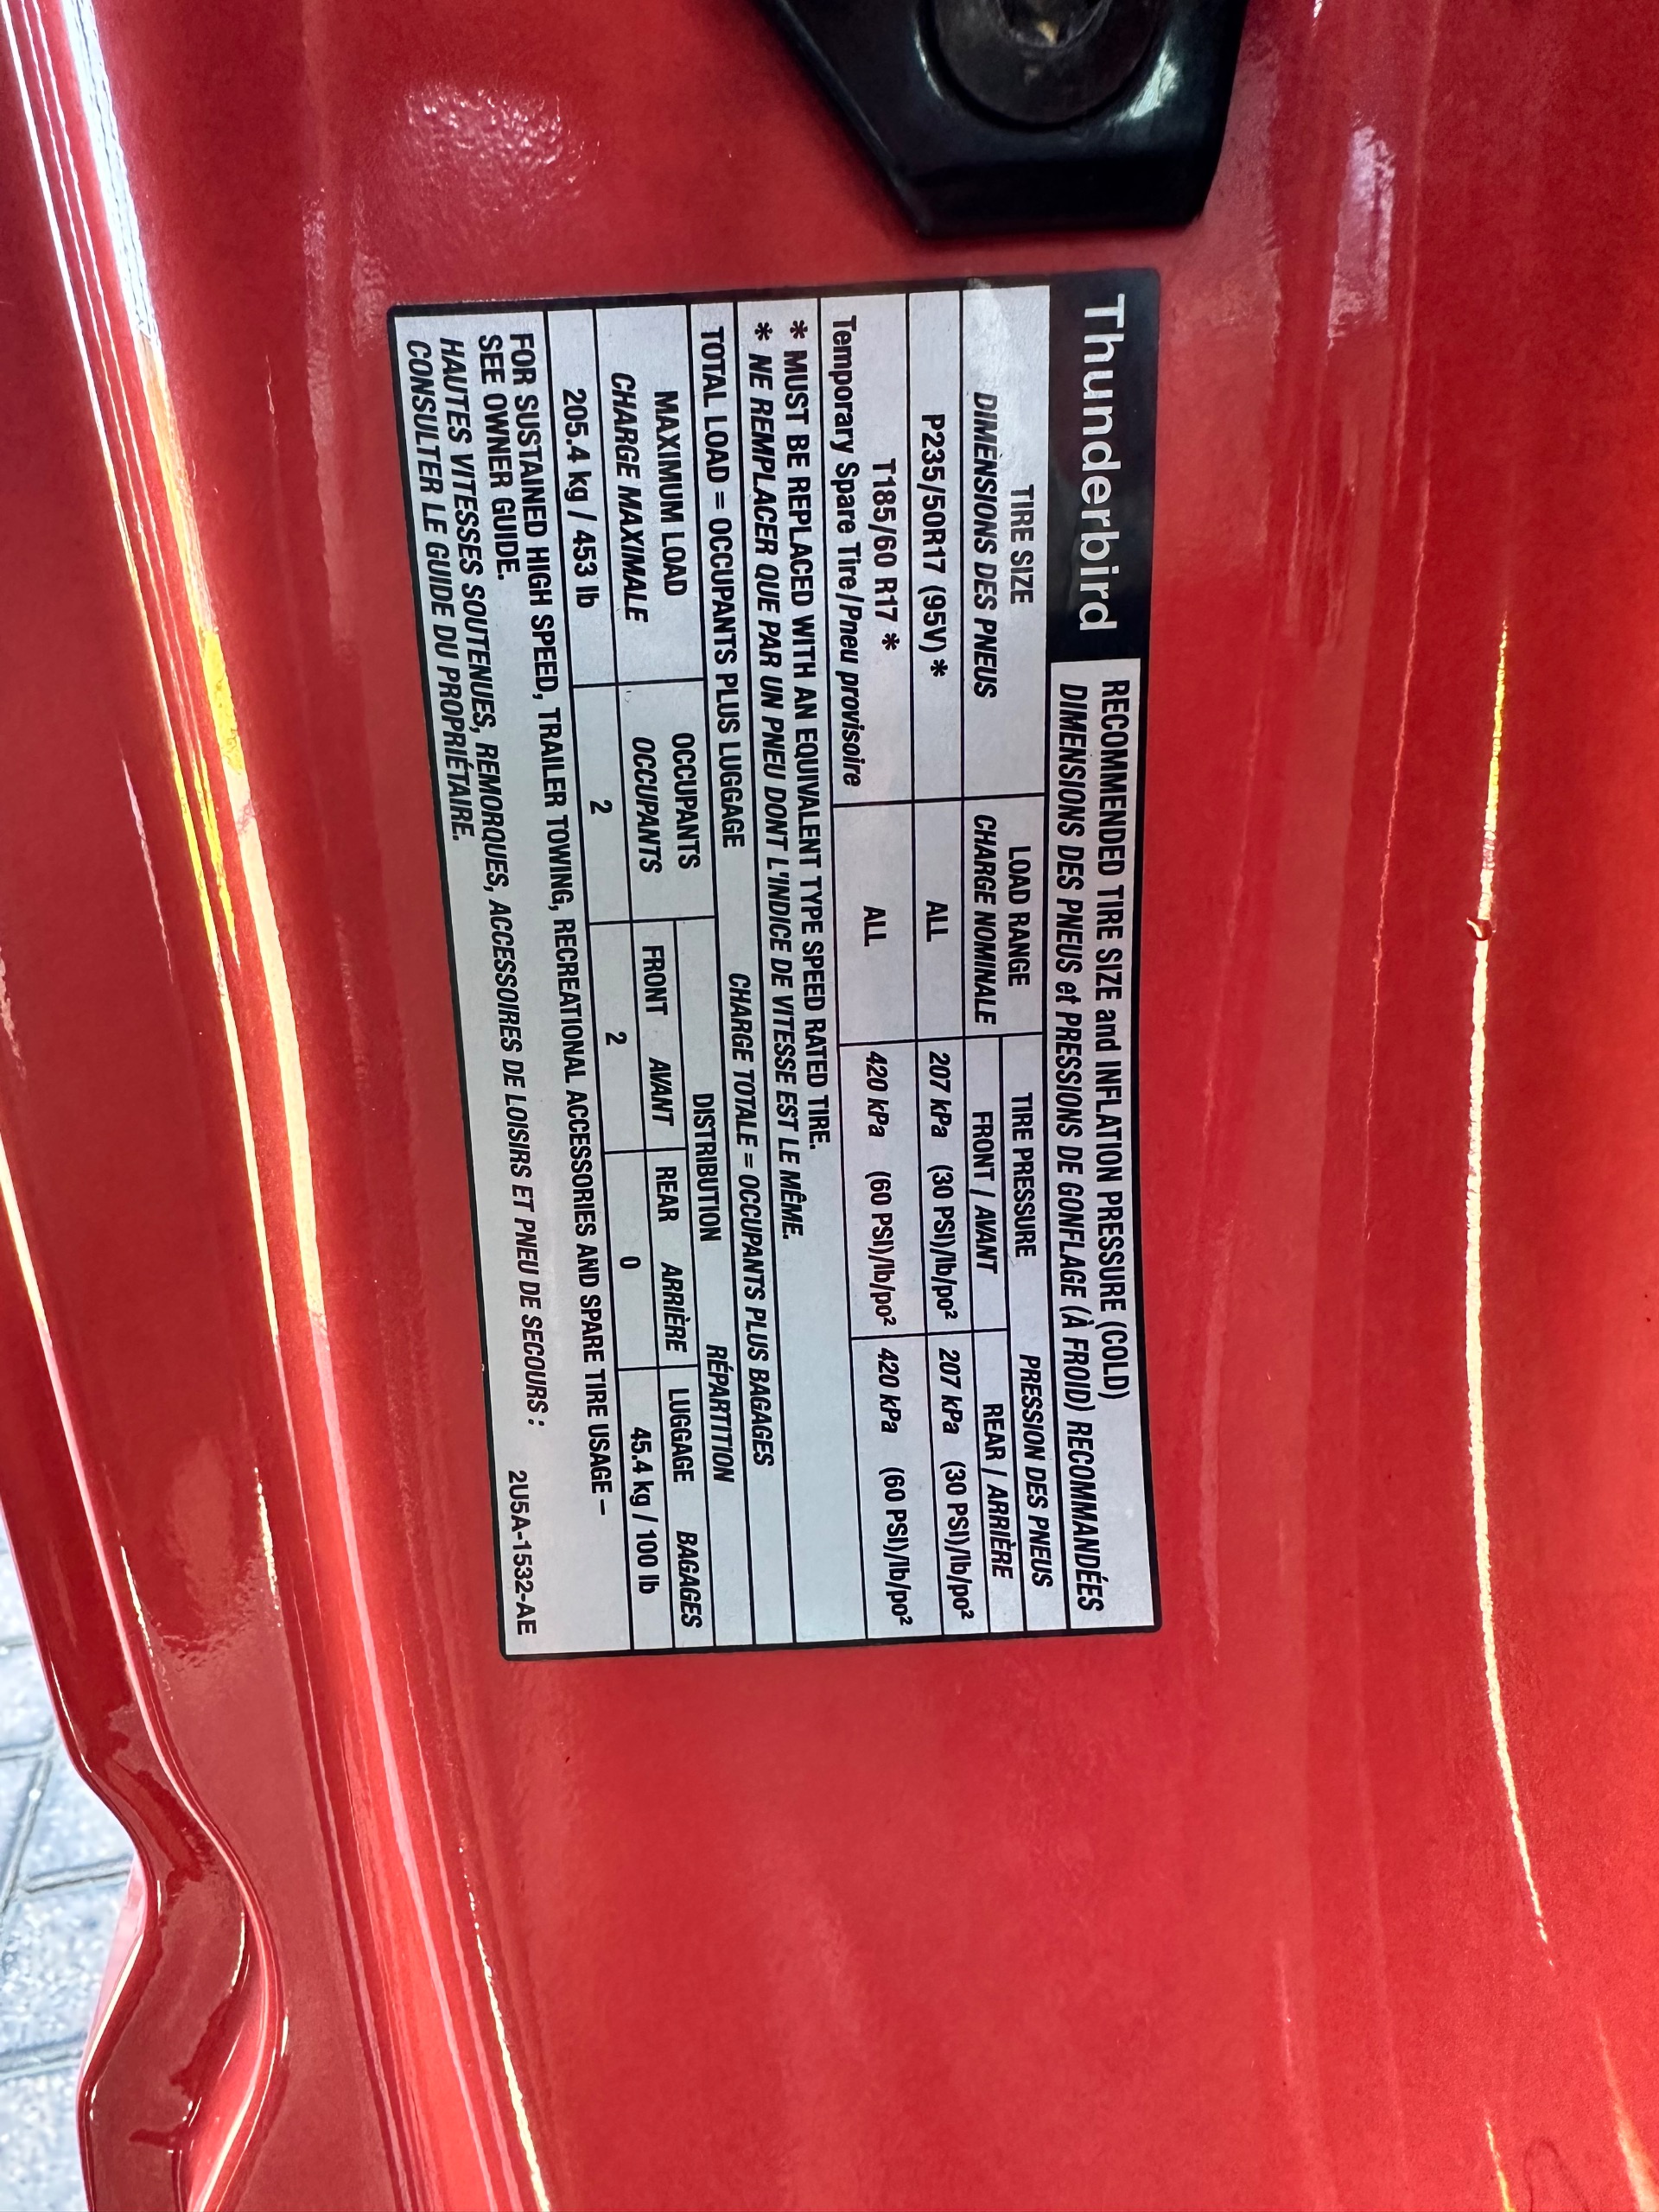 Thunderbird
RECOMMENDED TIRE SIZE and INFLATION PRESSURE (COLD)
DIMENSIONS DES PNEUS et PRESSIONS DE GONFLAGE (À FROID) RECOMMANDÉES
TIRE SIZE
DIMENSIONS DES PNEUS
LOAD RANGE
CHARGE NOMINALE
TIRE PRESSURE PRESSION DES PNEUS
FRONT / AVANT REAR / ARRIÈRE
P235/50R17 (95V) * ALL 207 kPa (30 PSI)/lb/po² 207 kPa (30 PSI)/lb/po²
T185/60 R17 * ALL 420 kPa (60 PSI)/lb/po² 420 kPa (60 PSI)/lb/po²
Temporary Spare Tire/Pneu provisoire
* MUST BE REPLACED WITH AN EQUIVALENT TYPE SPEED RATED TIRE.
* NE REMPLACER QUE PAR UN PNEU DONT L'INDICE DE VITESSE EST LE MÊME.
TOTAL LOAD = OCCUPANTS PLUS LUGGAGE CHARGE TOTALE = OCCUPANTS PLUS BAGAGES
MAXIMUM LOAD
CHARGE MAXIMALE
OCCUPANTS
OCCUPANTS
DISTRIBUTION RÉPARTITION
FRONT AVANT REAR ARRIÈRE LUGGAGE BAGAGES
205.4 kg / 453 lb 2 2 0 45.4 kg / 100 lb
FOR SUSTAINED HIGH SPEED, TRAILER TOWING, RECREATIONAL ACCESSORIES AND SPARE TIRE USAGE –
SEE OWNER GUIDE.
HAUTES VITESSES SOUTENUES, REMORQUES, ACCESSOIRES DE LOISIRS ET PNEU DE SECOURS :
CONSULTER LE GUIDE DU PROPRIÉTAIRE.
2U5A-1532-AE